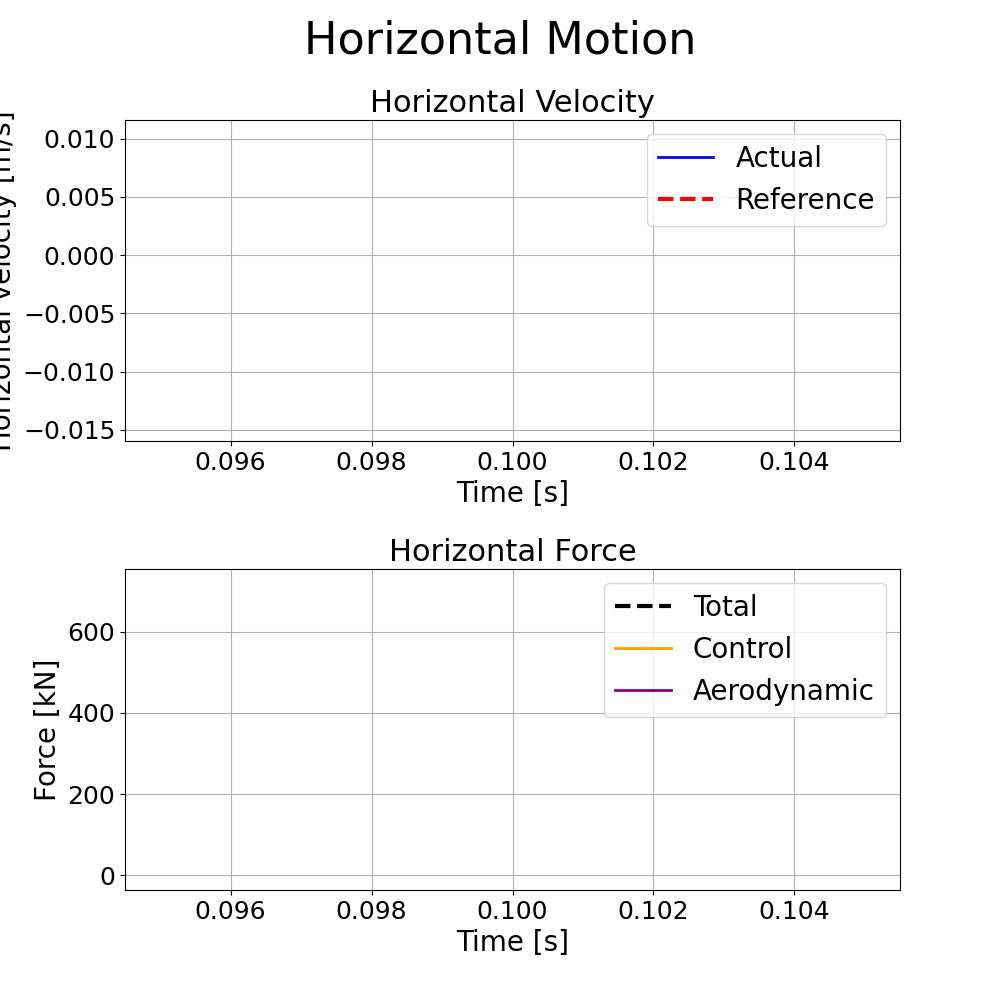 Horizontal Motion
Horizontal Velocity
Horizontal Velocity [m/s]
0.010
0.005
0.000
−0.005
−0.010
−0.015
Actual
Reference
0.096 0.098 0.100 0.102 0.104
Time [s]
Horizontal Force
Force [kN]
600
400
200
0
Total
Control
Aerodynamic
0.096 0.098 0.100 0.102 0.104
Time [s]